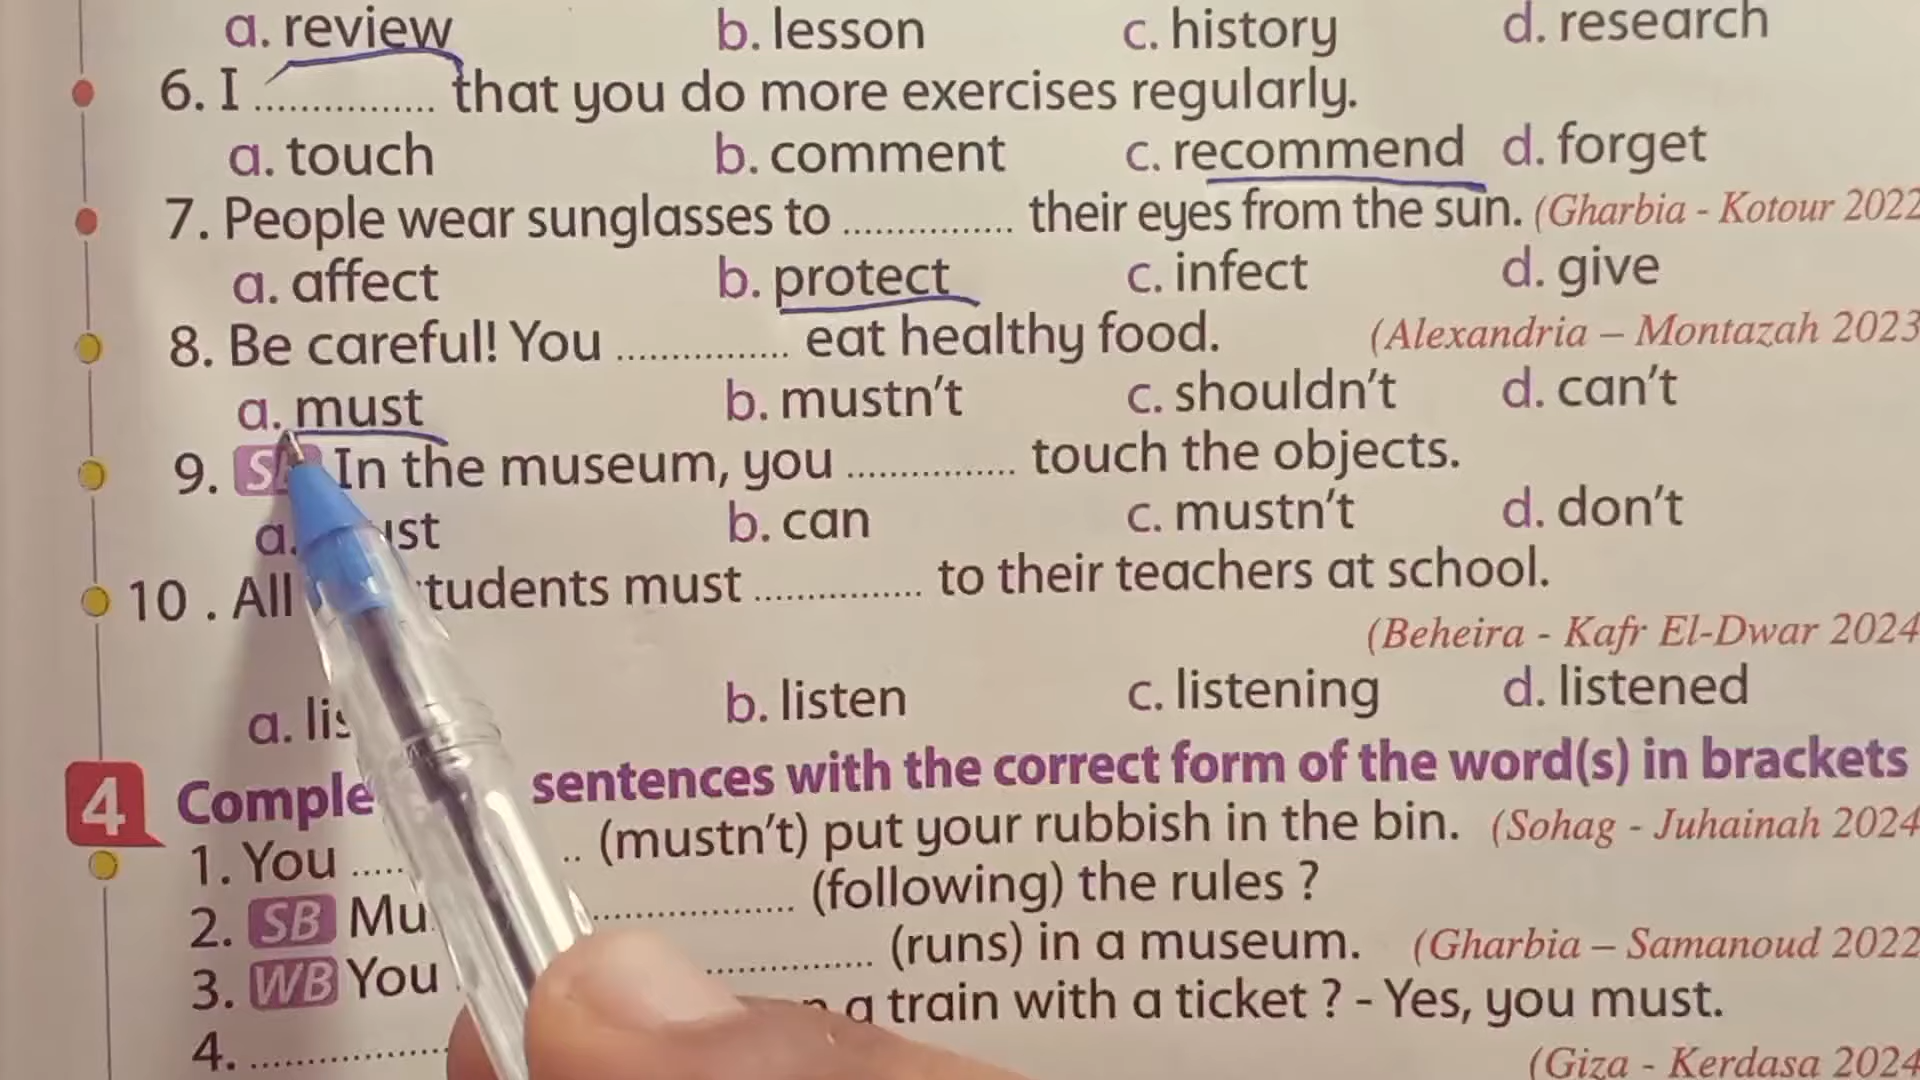 a. review b. lesson c. history d. research
6. I ............... that you do more exercises regularly.
a. touch b. comment c. recommend d. forget
7. People wear sunglasses to ............... their eyes from the sun. (Gharbia - Kotour 2022
a. affect b. protect c. infect d. give
8. Be careful! You ............... eat healthy food. (Alexandria – Montazah 2023
a. must b. mustn't c. shouldn't d. can't
9. In the museum, you ............... touch the objects.
a. b. can c. mustn't d. don't
10 . All must ............... to their teachers at school.
(Beheira - Kafr El-Dwar 2024
a. b. listen c. listening d. listened
4 sentences with the correct form of the word(s) in brackets
1. You ..... .. (mustn't) put your rubbish in the bin. (Sohag - Juhainah 2024
2. SB ............... (following) the rules ?
3. WB You ............... (runs) in a museum. (Gharbia – Samanoud 2022
4. ............... a train with a ticket ? - Yes, you must.
(Giza - Kerdasa 2024